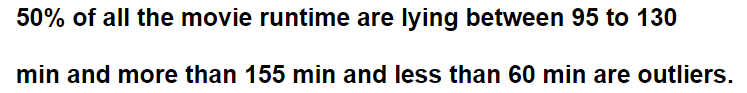 50% of all the movie runtime are lying between 95 to 130
min and more than 155 min and less than 60 min are outliers.